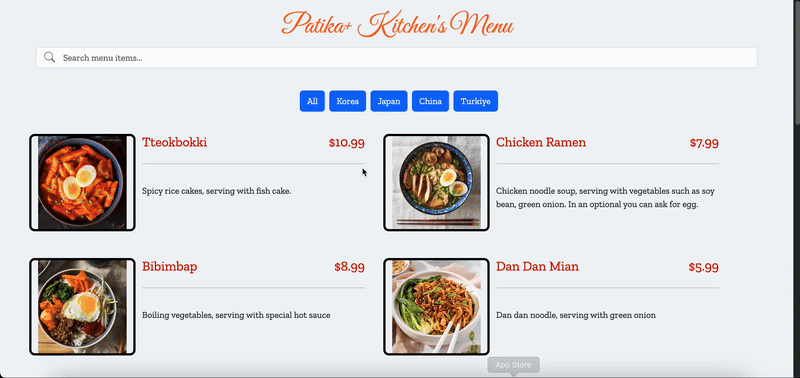 Patika+ Kitchen's Menu
Search menu items...
All Korea Japan China Turkiye
Tteokbokki $10.99
Spicy rice cakes, serving with fish cake.
Chicken Ramen $7.99
Chicken noodle soup, serving with vegetables such as soy
bean, green onion. In an optional you can ask for egg.
Bibimbap $8.99
Boiling vegetables, serving with special hot sauce
Dan Dan Mian $5.99
Dan dan noodle, serving with green onion
App Store